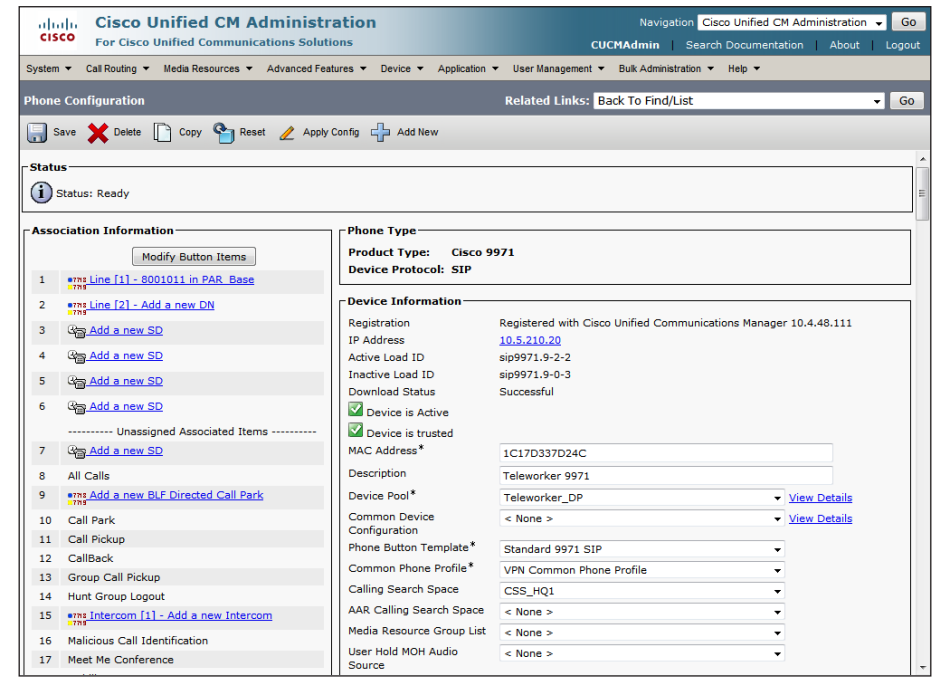 cisco
Cisco Unified CM Administration
For Cisco Unified Communications Solutions
Navigation Cisco Unified CM Administration Go
CUCMAdmin | Search Documentation | About | Logout
System Call Routing Media Resources Advanced Features Device Application User Management Bulk Administration Help
Phone Configuration
Related Links: Back To Find/List Go
Save Delete Copy Reset Apply Config Add New
Status
Status: Ready
Association Information
Modify Button Items
1 Line [1] - 8001011 in PAR_Base
2 Line [2] - Add a new DN
3 Add a new SD
4 Add a new SD
5 Add a new SD
6 Add a new SD
---------- Unassigned Associated Items ----------
7 Add a new SD
8 All Calls
9 Add a new BLF Directed Call Park
10 Call Park
11 Call Pickup
12 CallBack
13 Group Call Pickup
14 Hunt Group Logout
15 Intercom [1] - Add a new Intercom
16 Malicious Call Identification
17 Meet Me Conference
Phone Type
Product Type: Cisco 9971
Device Protocol: SIP
Device Information
Registration Registered with Cisco Unified Communications Manager 10.4.48.111
IP Address 10.5.210.20
Active Load ID sip9971.9-2-2
Inactive Load ID sip9971.9-0-3
Download Status Successful
Device is Active
Device is trusted
MAC Address* 1C17D337D24C
Description Teleworker 9971
Device Pool* Teleworker_DP View Details
Common Device Configuration < None > View Details
Phone Button Template* Standard 9971 SIP
Common Phone Profile* VPN Common Phone Profile
Calling Search Space CSS_HQ1
AAR Calling Search Space < None >
Media Resource Group List < None >
User Hold MOH Audio Source < None >